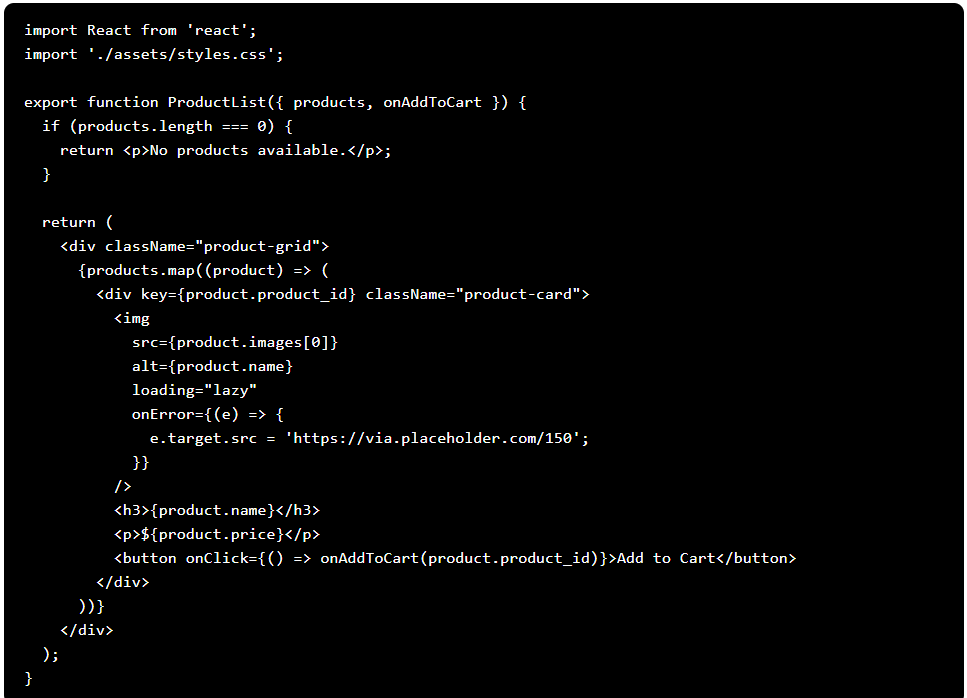 import React from 'react';
import './assets/styles.css';

export function ProductList({ products, onAddToCart }) {
  if (products.length === 0) {
    return <p>No products available.</p>;
  }

  return (
    <div className="product-grid">
      {products.map((product) => (
        <div key={product.product_id} className="product-card">
          <img
            src={product.images[0]}
            alt={product.name}
            loading="lazy"
            onError={(e) => {
              e.target.src = 'https://via.placeholder.com/150';
            }}
          />
          <h3>{product.name}</h3>
          <p>${product.price}</p>
          <button onClick={() => onAddToCart(product.product_id)}>Add to Cart</button>
        </div>
      ))}
    </div>
  );
}